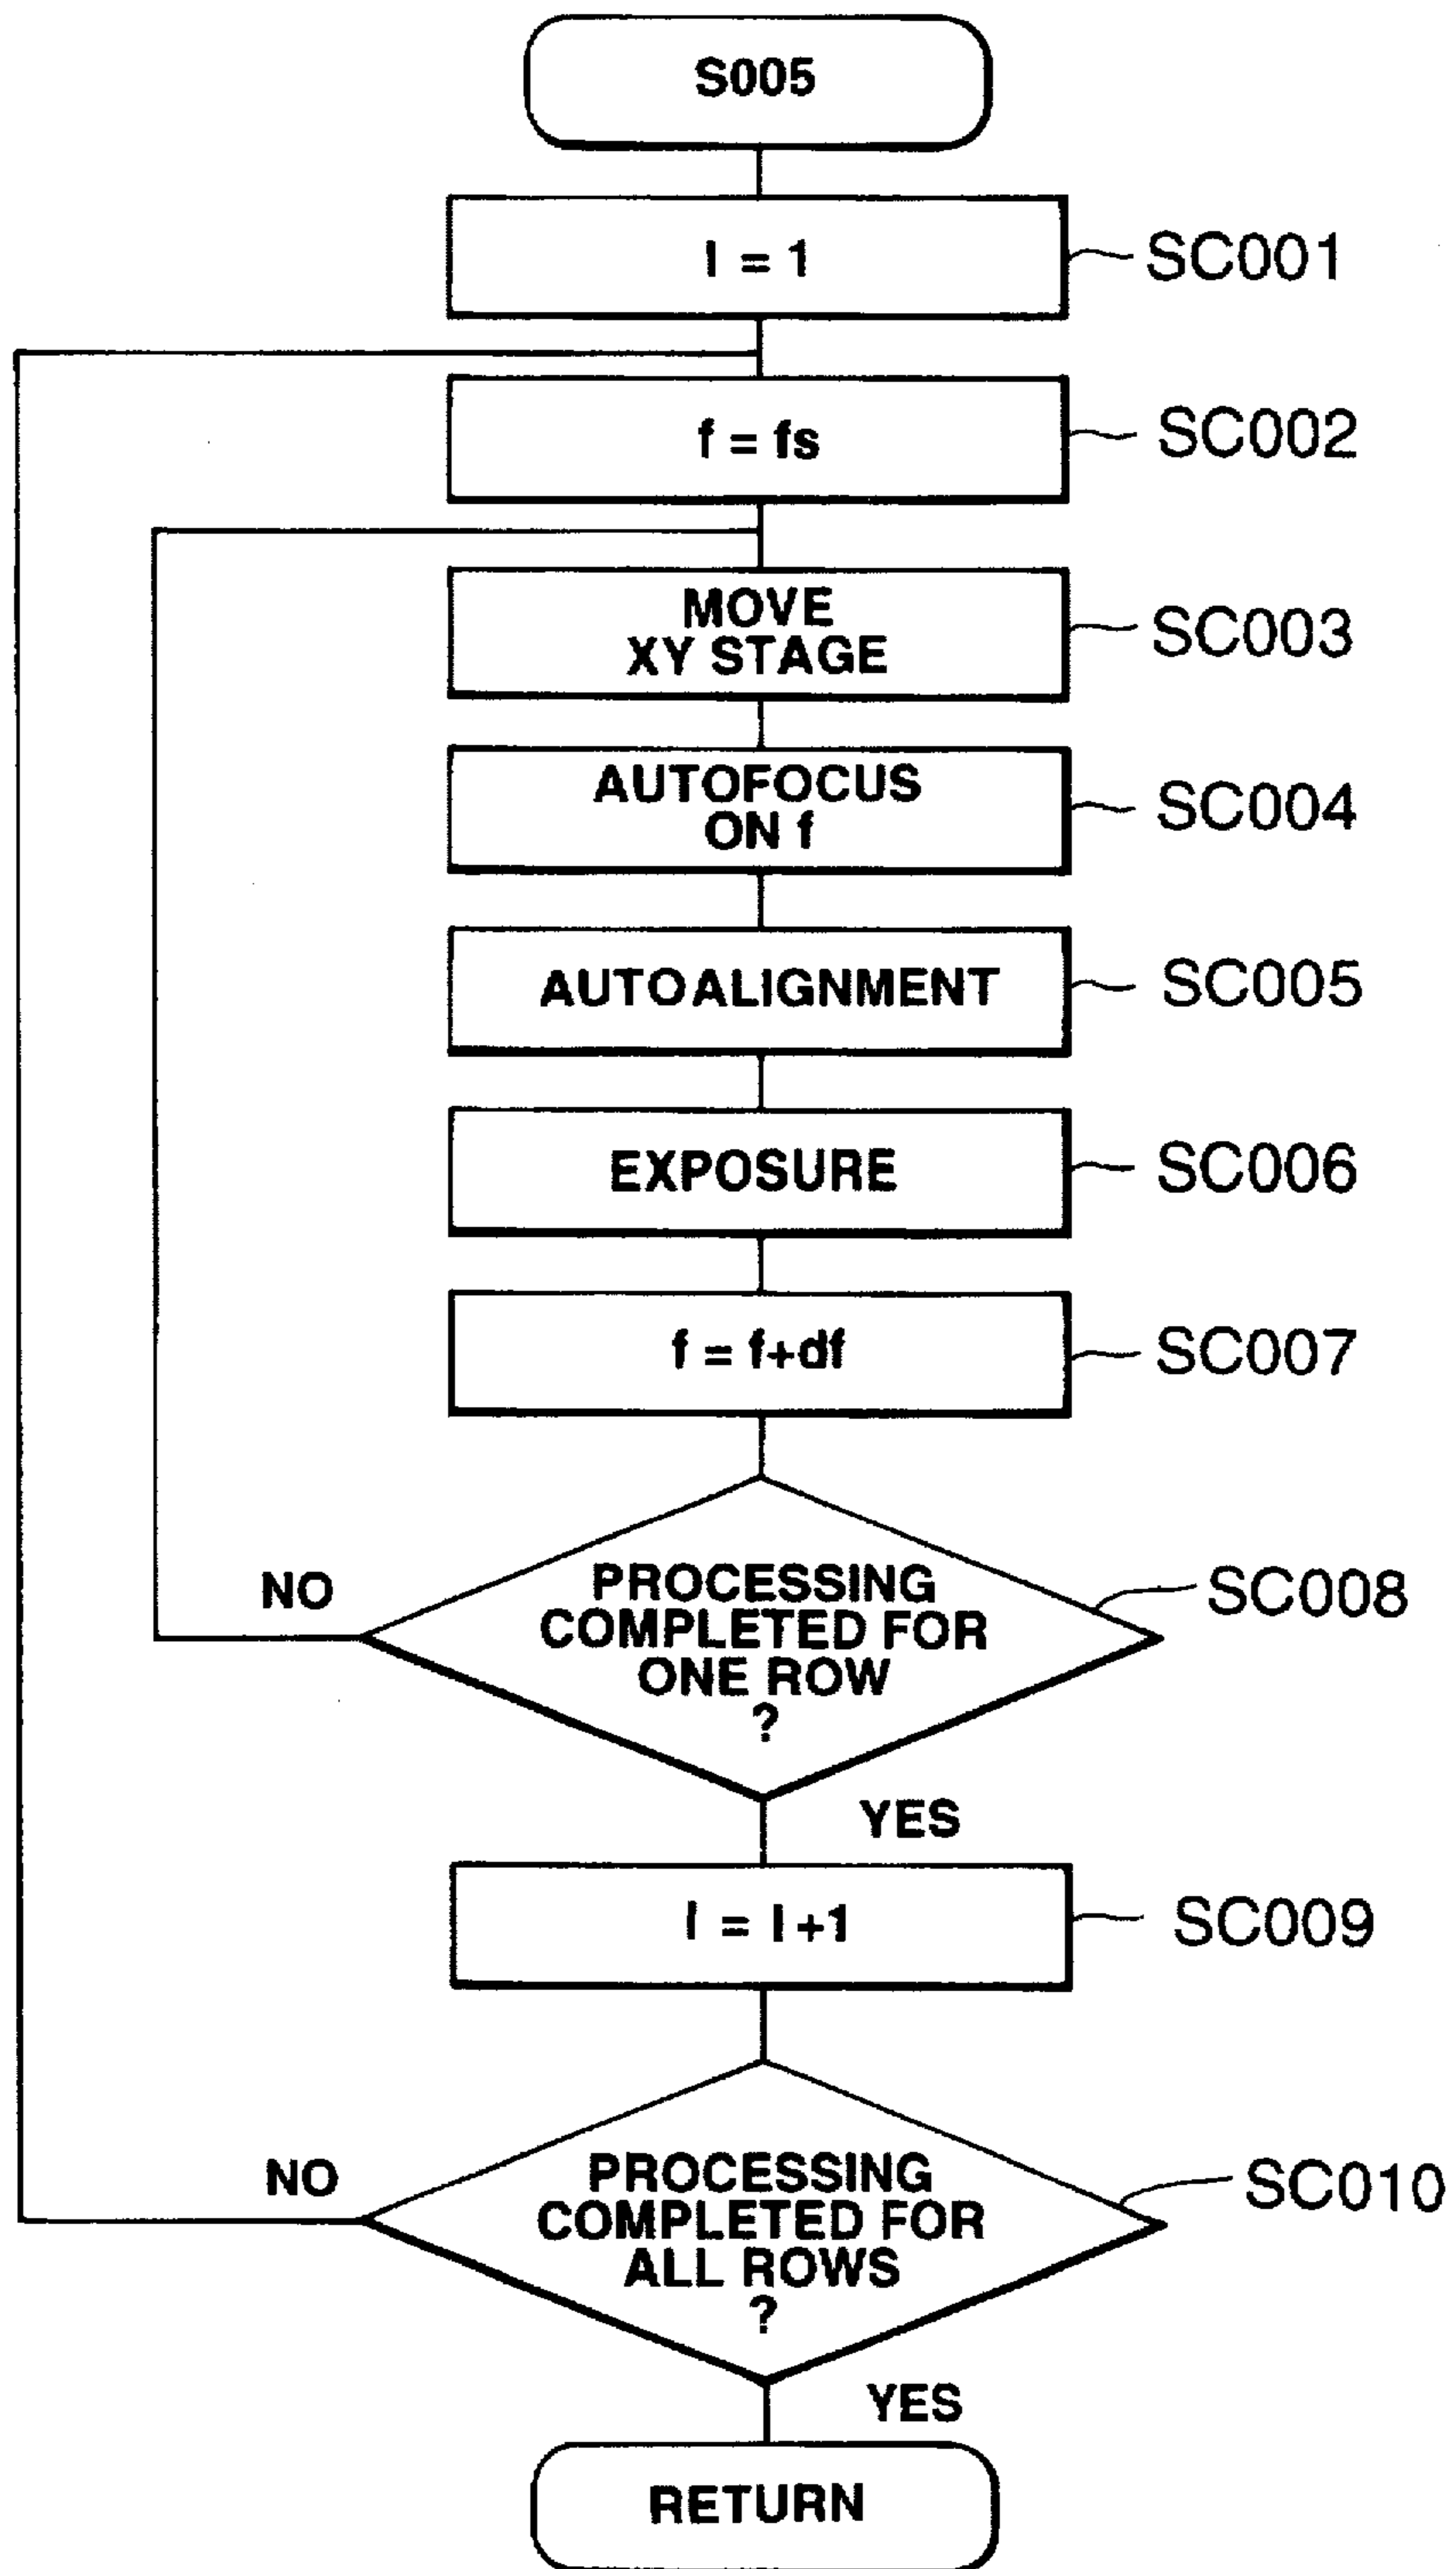 S005
I = 1
SC001
f = fs
SC002
MOVE
XY STAGE
SC003
AUTOFOCUS
ON f
SC004
AUTOALIGNMENT
SC005
EXPOSURE
SC006
f = f+df
SC007
NO
PROCESSING
COMPLETED FOR
ONE ROW
?
SC008
YES
I = I+1
SC009
NO
PROCESSING
COMPLETED FOR
ALL ROWS
?
SC010
YES
RETURN